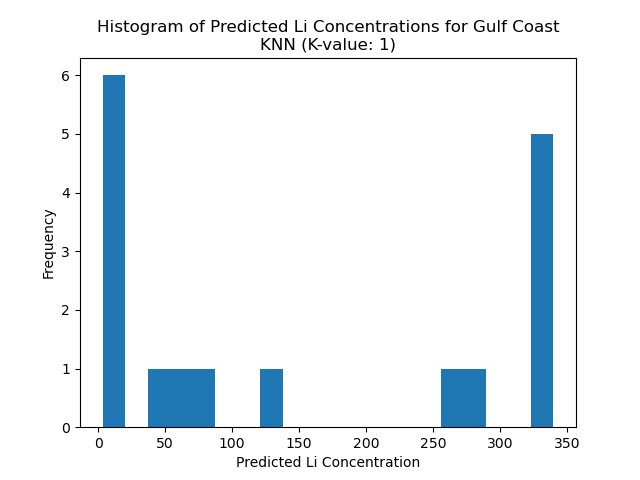 Histogram of Predicted Li Concentrations for Gulf Coast
KNN (K-value: 1)
6
5
4
3
2
1
0
Frequency
0 50 100 150 200 250 300 350
Predicted Li Concentration